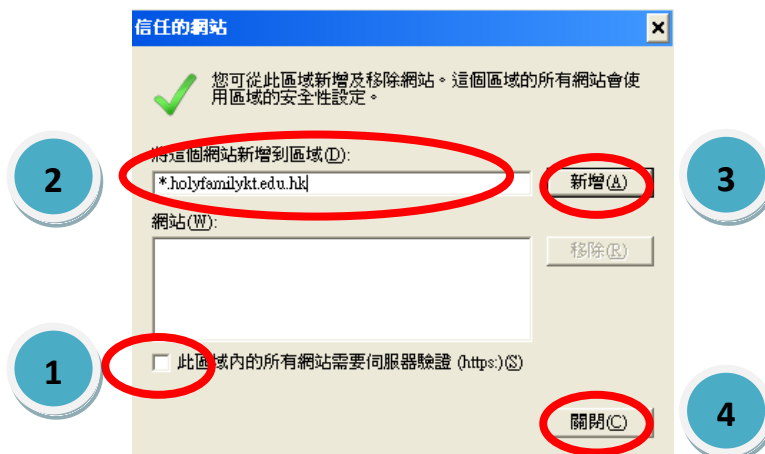 信任的網站
您可從此區域新增及移除網站。這個區域的所有網站會使
用區域的安全性設定。
將這個網站新增到區域(D):
2
*.holyfamilykt.edu.hk
新增(A)
3
網站(W):
移除(R)
1
此區域內的所有網站需要伺服器驗證 (https:)(S)
關閉(C)
4